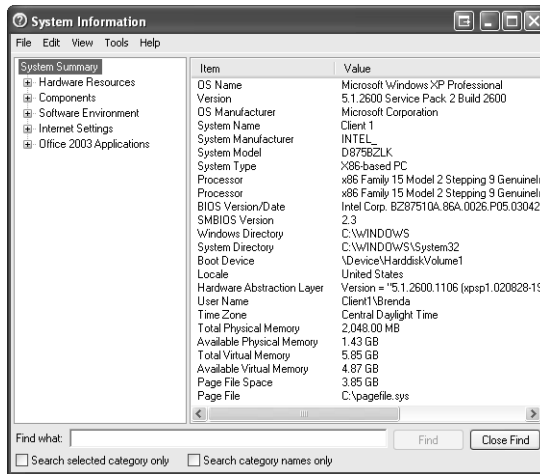 System Information
File Edit View Tools Help
System Summary
Hardware Resources
Components
Software Environment
Internet Settings
Office 2003 Applications
Item Value
OS Name Microsoft Windows XP Professional
Version 5.1.2600 Service Pack 2 Build 2600
OS Manufacturer Microsoft Corporation
System Name Client 1
System Manufacturer INTEL_
System Model D875BZLK
System Type X86-based PC
Processor x86 Family 15 Model 2 Stepping 9 GenuineIn
Processor x86 Family 15 Model 2 Stepping 9 GenuineIn
BIOS Version/Date Intel Corp. BZ87510A.86A.0026.P05.03042
SMBIOS Version 2.3
Windows Directory C:\WINDOWS
System Directory C:\WINDOWS\System32
Boot Device \Device\HarddiskVolume1
Locale United States
Hardware Abstraction Layer Version = "5.1.2600.1106 (xpsp1.020828-19
User Name Client1\Brenda
Time Zone Central Daylight Time
Total Physical Memory 2,048.00 MB
Available Physical Memory 1.43 GB
Total Virtual Memory 5.85 GB
Available Virtual Memory 4.87 GB
Page File Space 3.85 GB
Page File C:\pagefile.sys
Find what: Find Close Find
Search selected category only Search category names only